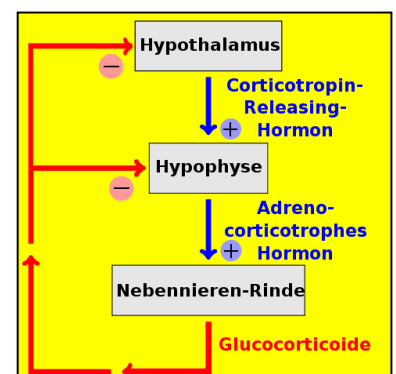 Hypothalamus
−
Corticotropin-
Releasing-
Hormon
+
Hypophyse
−
Adreno-
corticotrophes
Hormon
+
Nebennieren-Rinde
Glucocorticoide